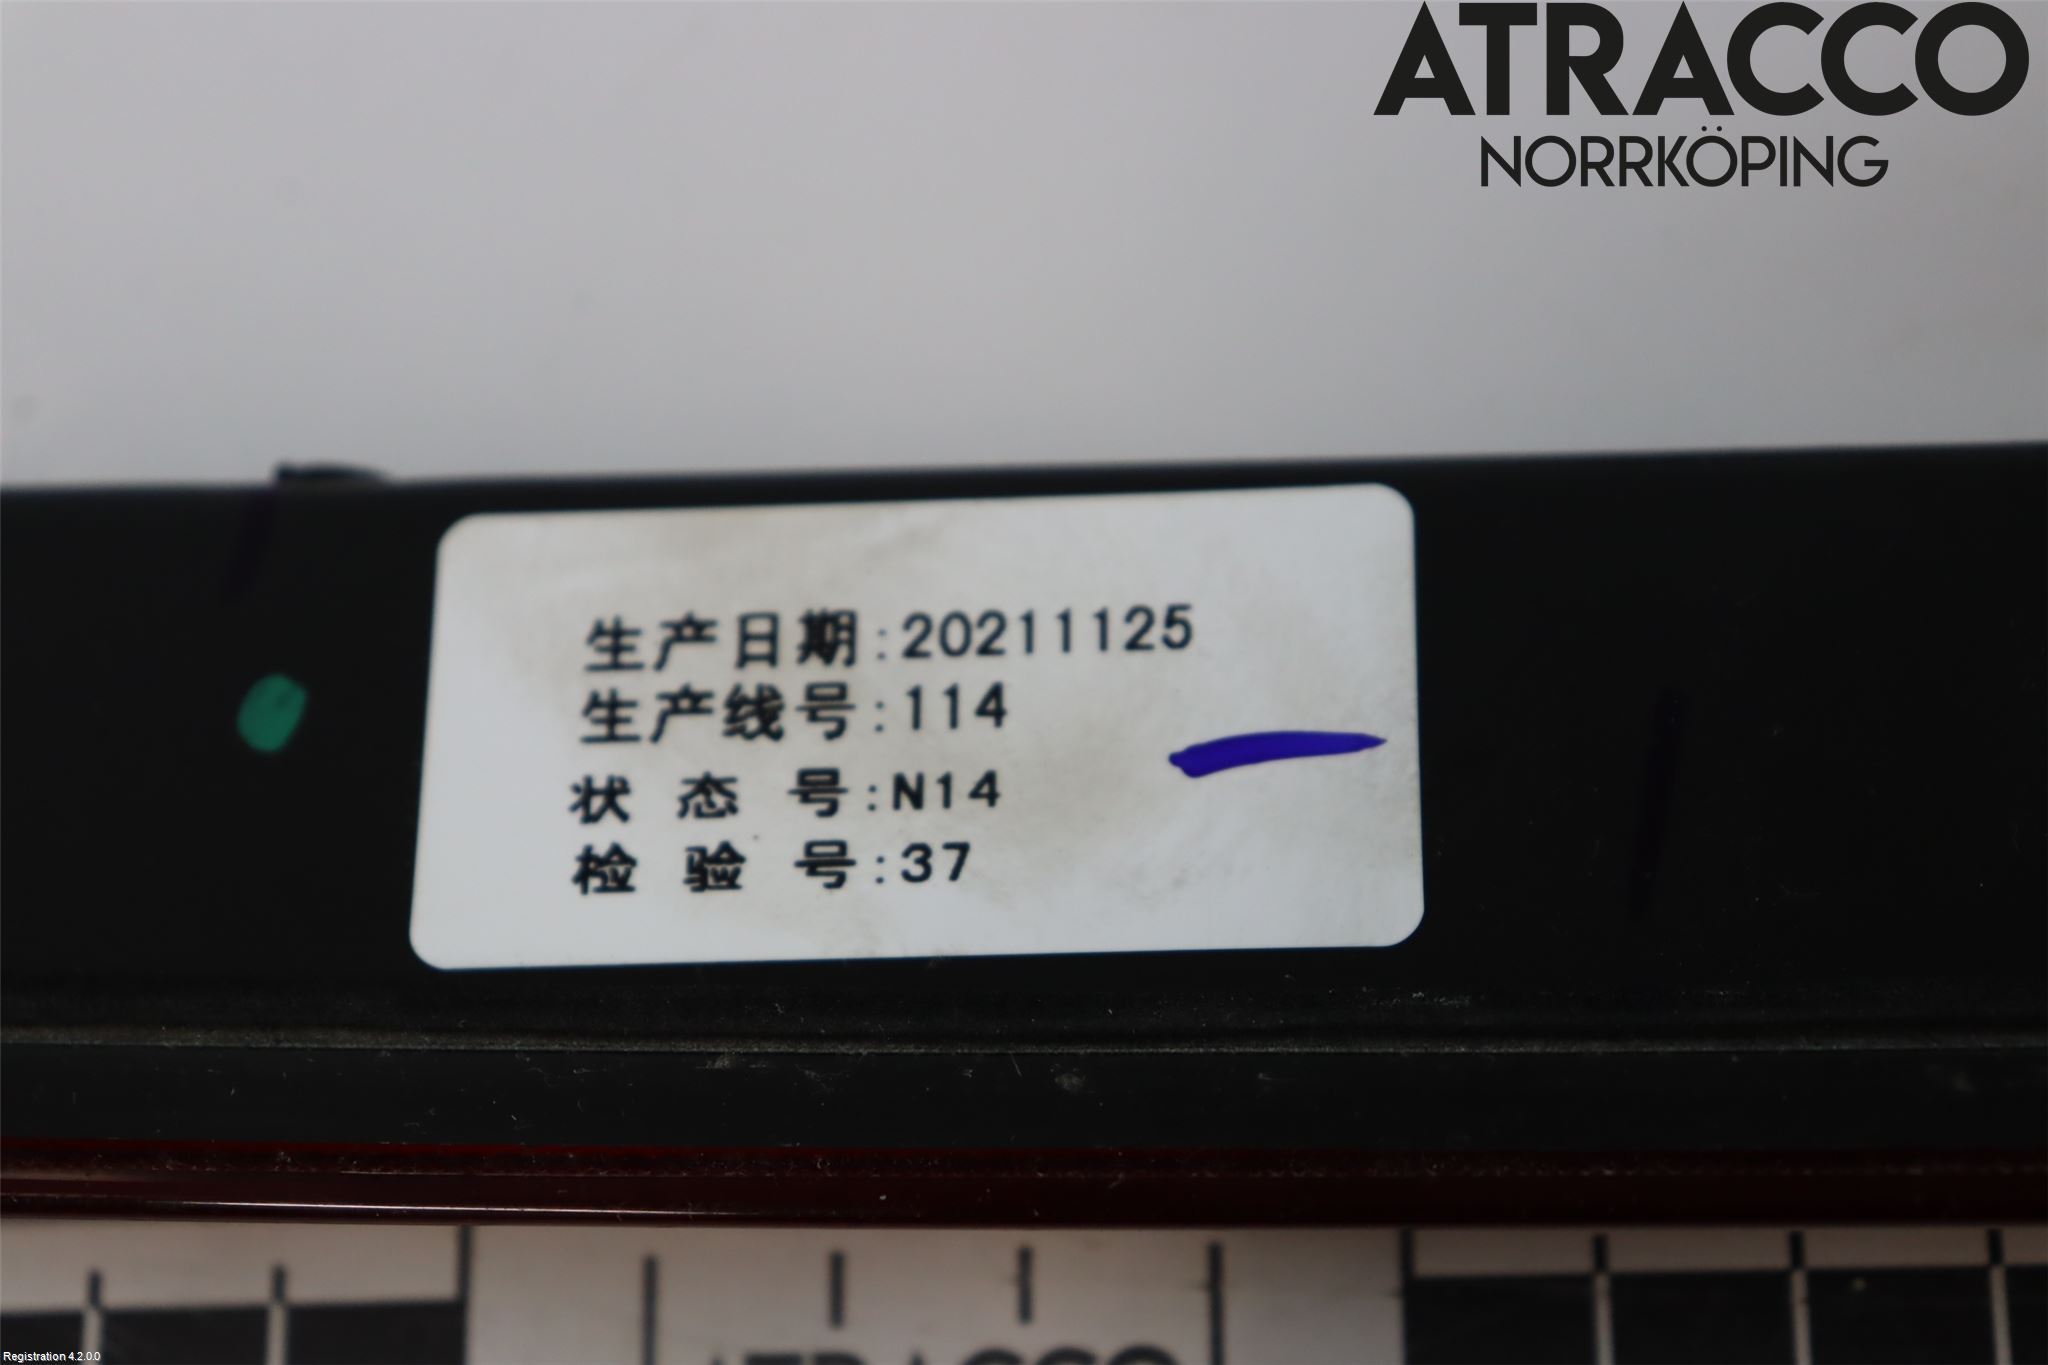 ATRACCO
NORRKÖPING
生产日期:20211125
生产线号:114
状态号:N14
检验号:37
ATRACCO
Registration 4.2.0.0